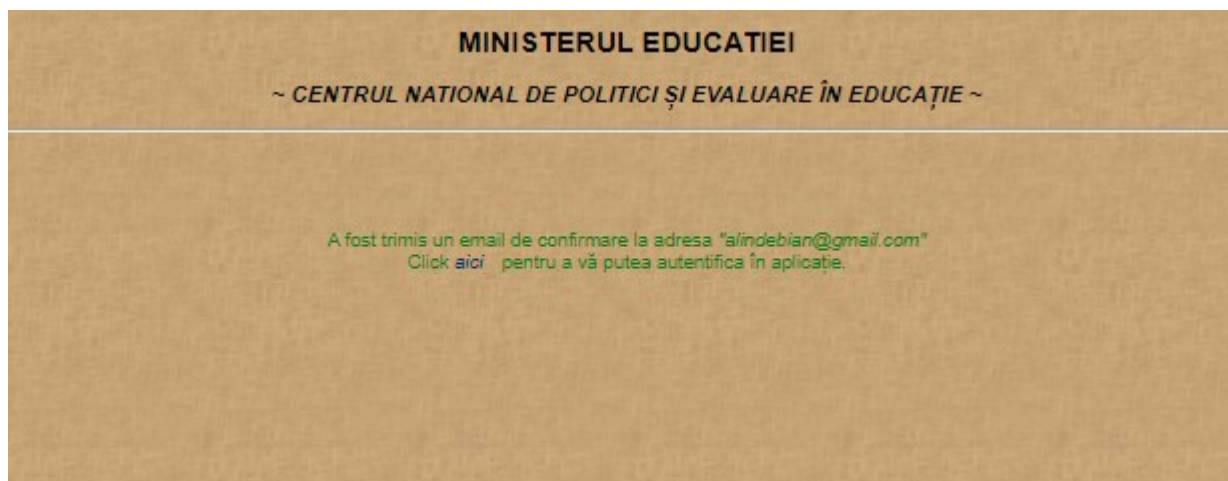 MINISTERUL EDUCATIEI
~ CENTRUL NATIONAL DE POLITICI ȘI EVALUARE ÎN EDUCAȚIE ~
A fost trimis un email de confirmare la adresa "alindebian@gmail.com"
Click aici pentru a vă putea autentifica în aplicație.